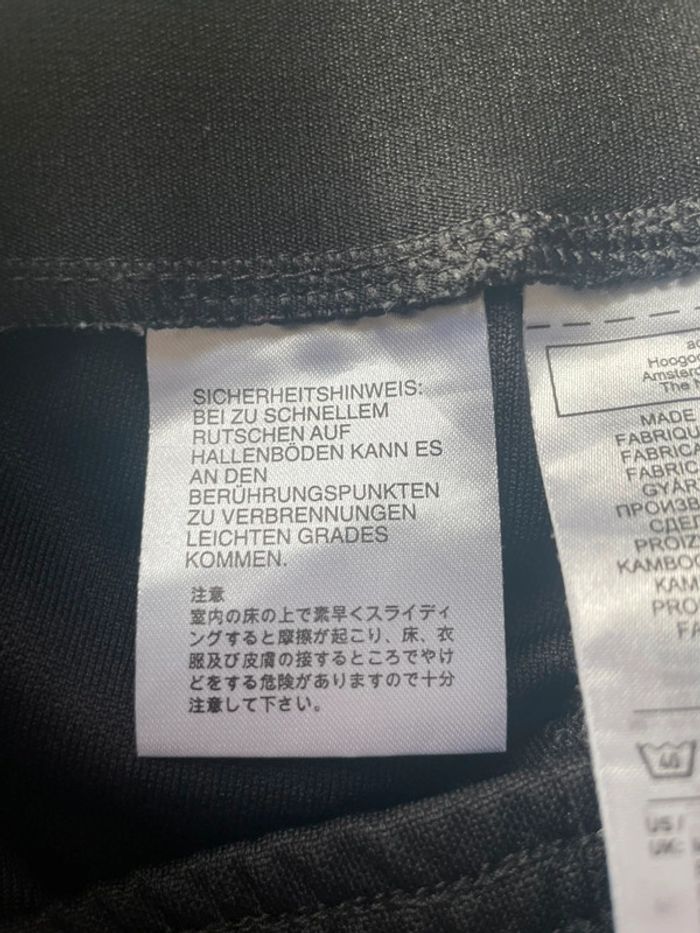 SICHERHEITSHINWEIS:
BEI ZU SCHNELLEM
RUTSCHEN AUF
HALLENBÖDEN KANN ES
AN DEN
BERÜHRUNGSPUNKTEN
ZU VERBRENNUNGEN
LEICHTEN GRADES
KOMMEN.
注意
室内の床の上で素早くスライディ
ングすると摩擦が起こり、床、衣
服及び皮膚の接するところでやけ
どをする危険がありますので十分
注意して下さい。
MADE
40
US /
UK: